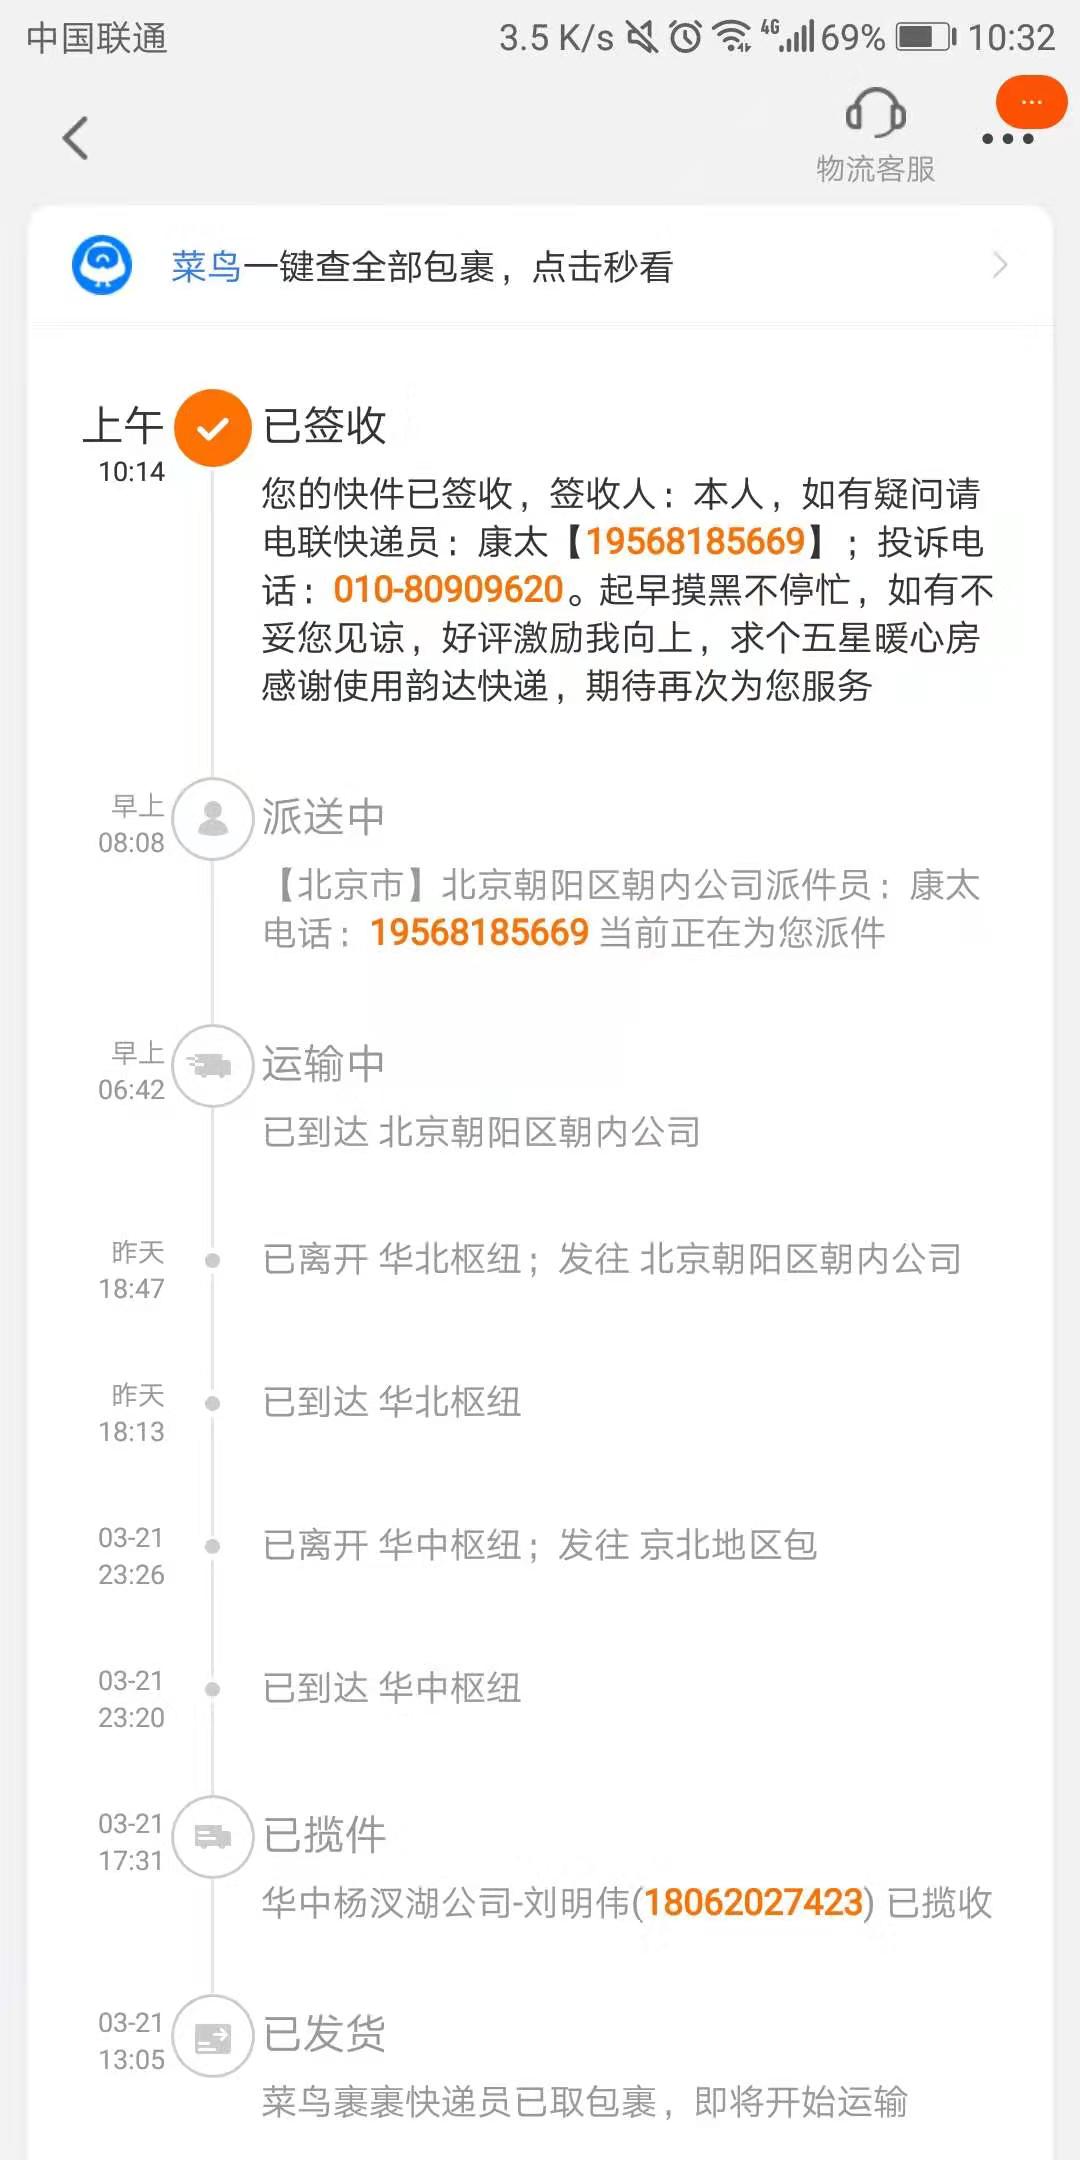 中国联通
3.5 K/s 4G 69% 10:32
物流客服
菜鸟一键查全部包裹，点击秒看
上午 已签收
10:14
您的快件已签收，签收人：本人，如有疑问请
电联快递员：康太【19568185669】；投诉电
话：010-80909620。起早摸黑不停忙，如有不
妥您见谅，好评激励我向上，求个五星暖心房
感谢使用韵达快递，期待再次为您服务
早上 派送中
08:08
【北京市】北京朝阳区朝内公司派件员：康太
电话：19568185669 当前正在为您派件
早上 运输中
06:42
已到达 北京朝阳区朝内公司
昨天 已离开 华北枢纽；发往 北京朝阳区朝内公司
18:47
昨天 已到达 华北枢纽
18:13
03-21 已离开 华中枢纽；发往 京北地区包
23:26
03-21 已到达 华中枢纽
23:20
03-21 已揽件
17:31
华中杨汊湖公司-刘明伟(18062027423) 已揽收
03-21 已发货
13:05
菜鸟裹裹快递员已取包裹，即将开始运输